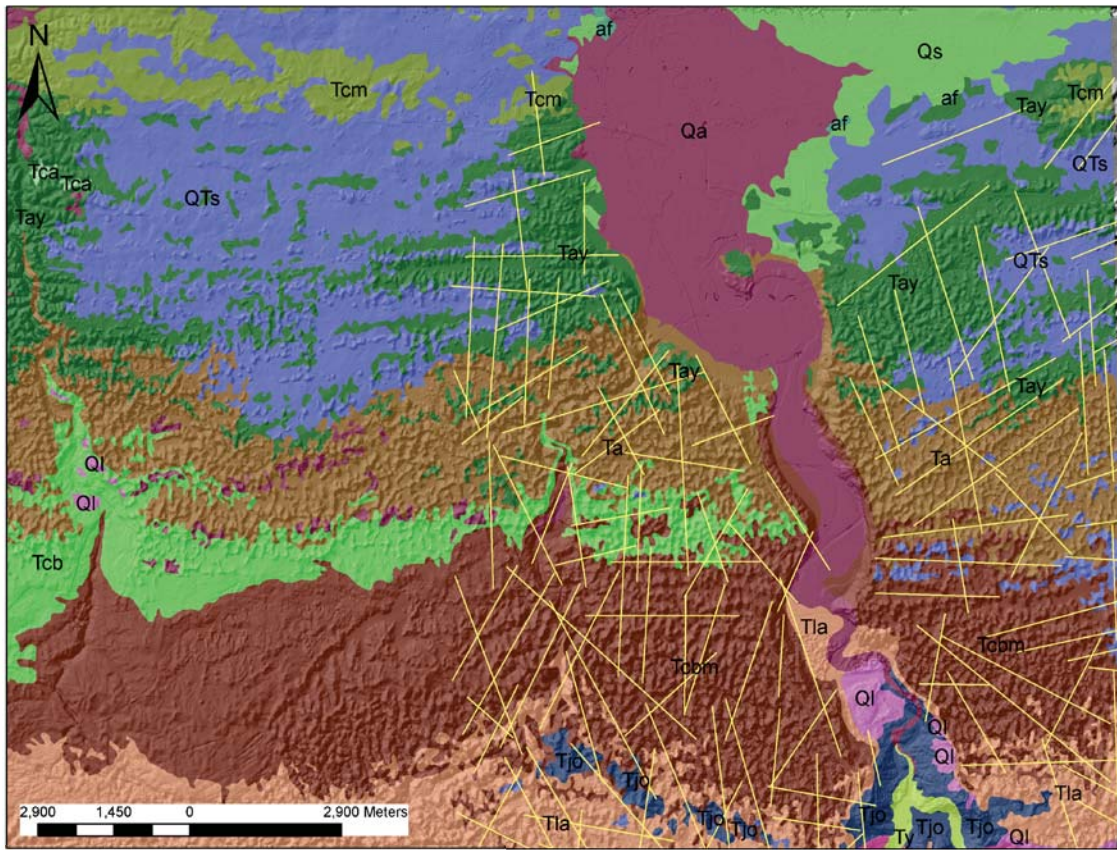 af
Qs
N
Tcm
Tcm
af
Tay
Tcm
Qa
af
Tca
Tca
QTs
QTs
Tay
Tay
QTs
Tay
Tay
Tay
Ta
Ta
Ql
Ql
Tcb
Tla
Tcbm
Tcbm
Ql
Ql
Ql
Tjo
Tjo
Tla
2,900 1,450 0 2,900 Meters
Tla
Tjo
Tjo
Tjo
Ty
Tjo
Tjo
Ql